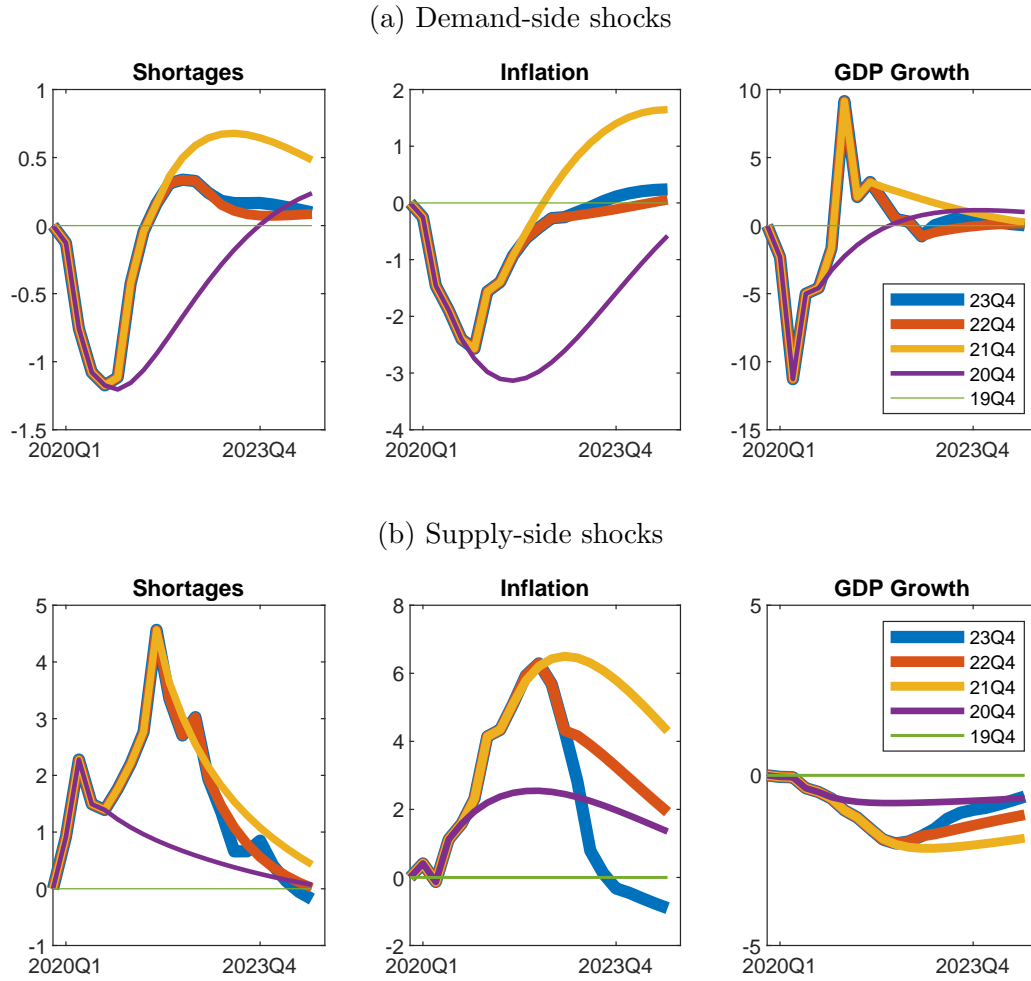 (a) Demand-side shocks
Shortages
1
0.5
0
-0.5
-1
-1.5
2020Q1
2023Q4
Inflation
2
1
0
-1
-2
-3
-4
2020Q1
2023Q4
GDP Growth
10
5
0
-5
-10
-15
2020Q1
2023Q4
23Q4
22Q4
21Q4
20Q4
19Q4
(b) Supply-side shocks
Shortages
5
4
3
2
1
0
-1
2020Q1
2023Q4
Inflation
8
6
4
2
0
-2
2020Q1
2023Q4
GDP Growth
5
0
-5
2020Q1
2023Q4
23Q4
22Q4
21Q4
20Q4
19Q4